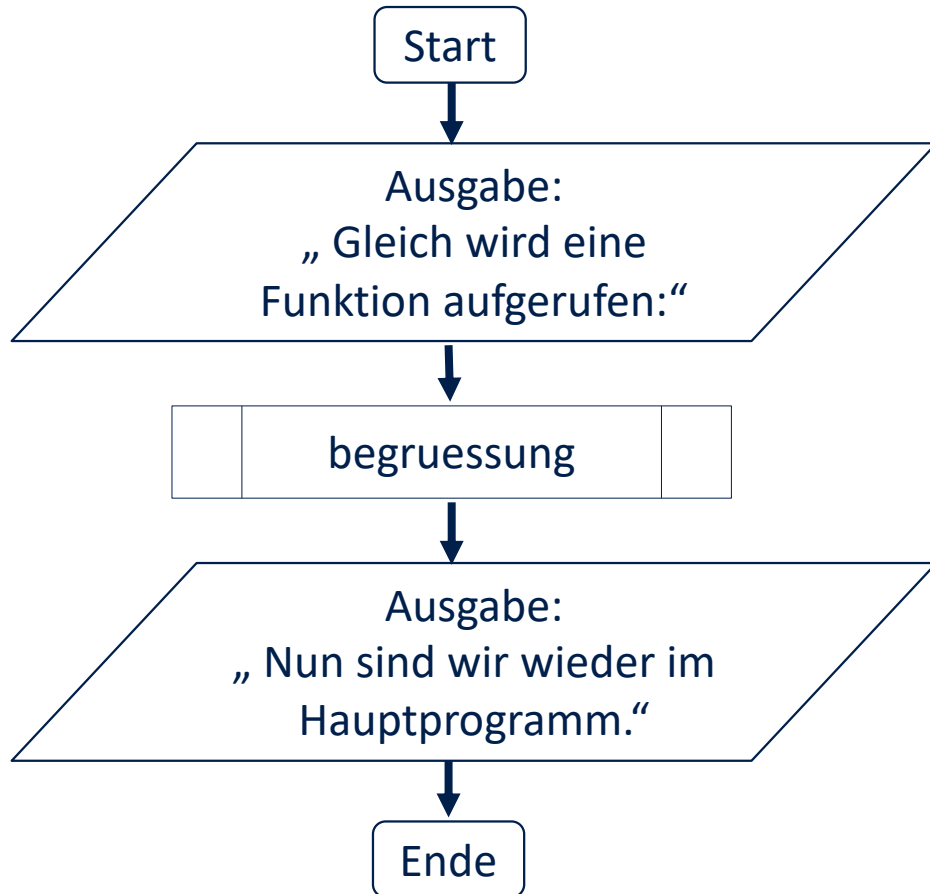 Start
Ausgabe:
„ Gleich wird eine
Funktion aufgerufen:“
begruessung
Ausgabe:
„ Nun sind wir wieder im
Hauptprogramm.“
Ende